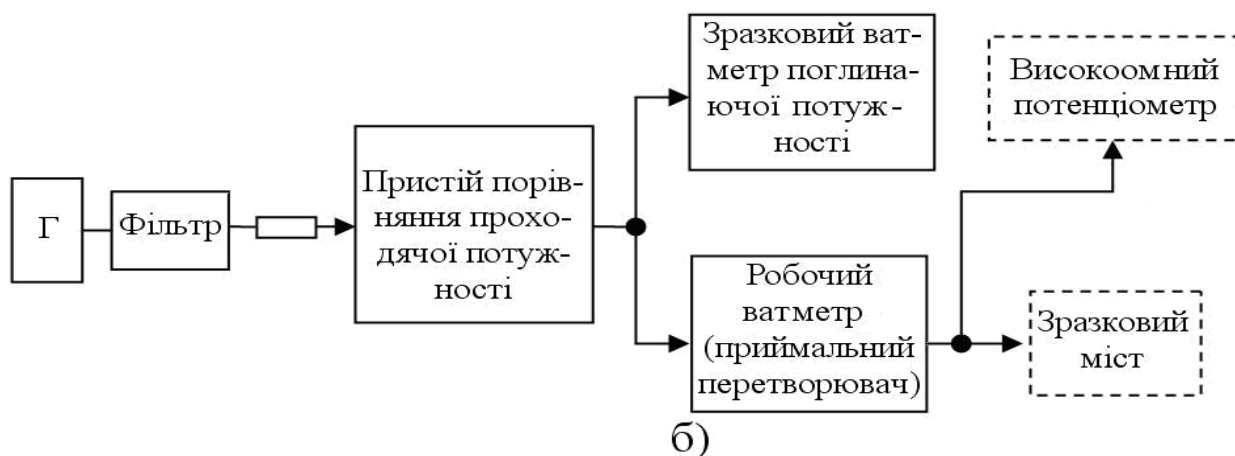 Г
Фільтр
Пристій порів-
няння прохо-
дячої потуж-
ності
Зразковий ват-
метр поглина-
ючої потуж-
ності
Високоомний
потенціометр
Робочий
ватметр
(приймальний
перетворювач)
Зразковий
міст
б)